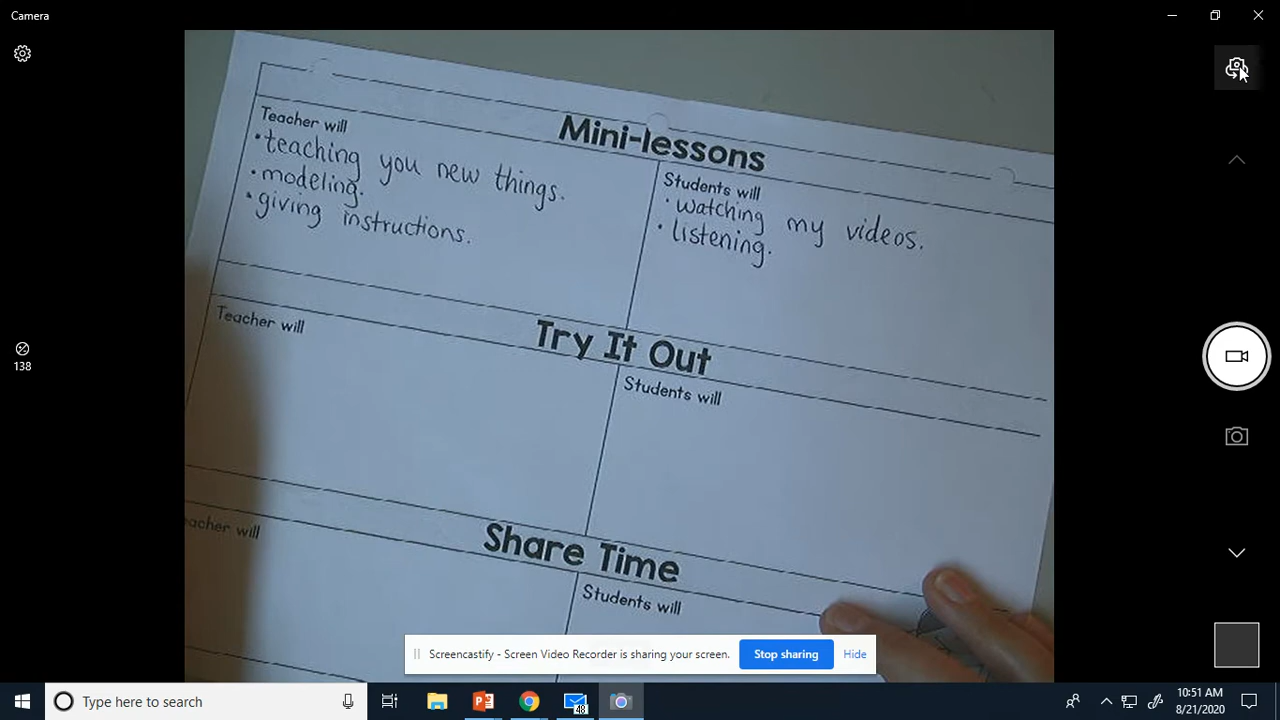 Camera
Mini-lessons
Teacher will
• teaching you new things.
• modeling.
• giving instructions.
Students will
• watching my videos.
• listening.
Try It Out
Teacher will
Students will
138
Share Time
eacher will
Students will
Screencastify - Screen Video Recorder is sharing your screen.
Stop sharing
Hide
Type here to search
48
10:51 AM
8/21/2020